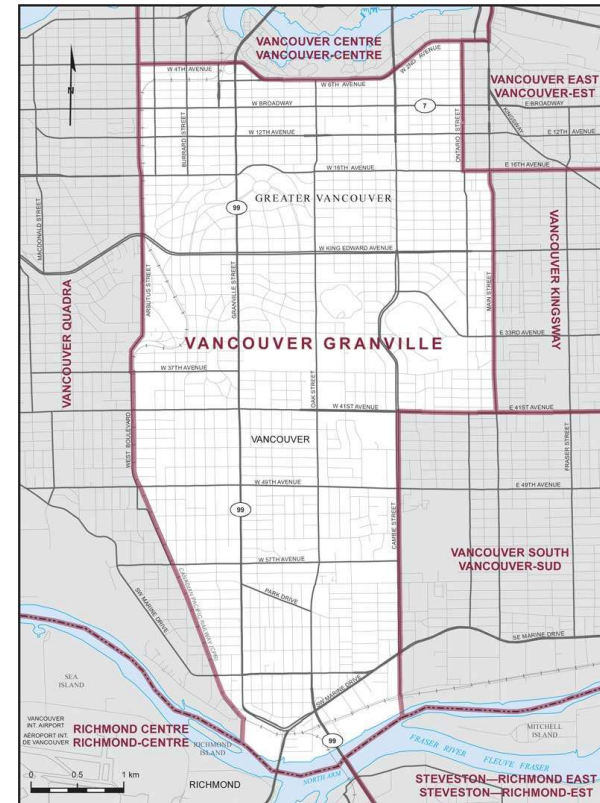 VANCOUVER CENTRE
VANCOUVER-CENTRE
W 4TH AVENUE
W 2ND AVENUE
W 6TH AVENUE
VANCOUVER EAST
VANCOUVER-EST
N
W BROADWAY
7
E BROADWAY
BURRARD STREET
ONTARIO STREET
KINGSWAY
W 12TH AVENUE
E 12TH AVENUE
W 16TH AVENUE
E 16TH AVENUE
MACDONALD STREET
99
GREATER VANCOUVER
W KING EDWARD AVENUE
VANCOUVER QUADRA
ARBUTUS STREET
GRANVILLE STREET
MAIN STREET
VANCOUVER KINGSWAY
E 33RD AVENUE
VANCOUVER GRANVILLE
W 37TH AVENUE
OAK STREET
W 41ST AVENUE
E 41ST AVENUE
WEST BOULEVARD
VANCOUVER
FRASER STREET
W 49TH AVENUE
E 49TH AVENUE
99
CAMBIE STREET
VANCOUVER SOUTH
VANCOUVER-SUD
W 57TH AVENUE
CANADIAN PACIFIC RAILWAY (CPR)
PARK DRIVE
SW MARINE DRIVE
SE MARINE DRIVE
SW MARINE DRIVE
SEA
ISLAND
VANCOUVER
INT. AIRPORT
AÉROPORT INT.
DE VANCOUVER
RICHMOND CENTRE
RICHMOND-CENTRE
RICHMOND
ISLAND
99
MITCHELL
ISLAND
FRASER RIVER
FLEUVE FRASER
NORTH ARM
0 0.5 1 km
RICHMOND
STEVESTON—RICHMOND EAST
STEVESTON—RICHMOND-EST